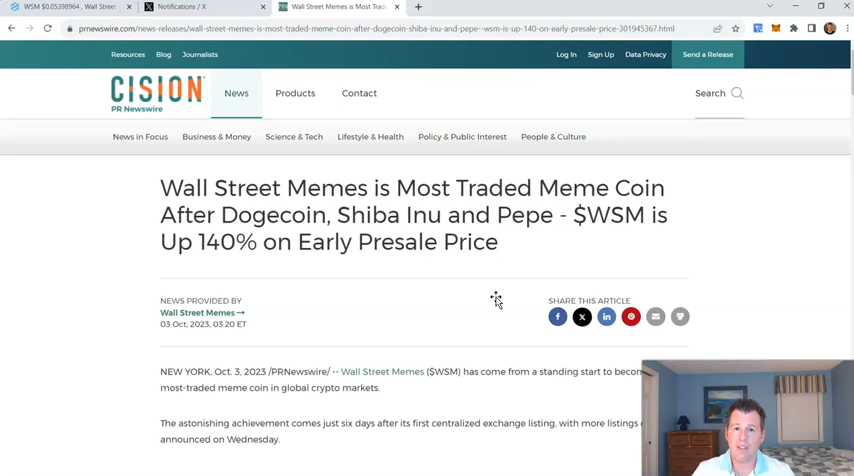 WSM $0.05398964 , Wall Street
Notifications / X
Wall Street Memes is Most Trad
prnewswire.com/news-releases/wall-street-memes-is-most-traded-meme-coin-after-dogecoin-shiba-inu-and-pepe--wsm-is-up-140-on-early-presale-price-301945367.html
Resources Blog Journalists Log In Sign Up Data Privacy Send a Release
CISION
PR Newswire
News Products Contact Search
News in Focus Business & Money Science & Tech Lifestyle & Health Policy & Public Interest People & Culture
Wall Street Memes is Most Traded Meme Coin
After Dogecoin, Shiba Inu and Pepe - $WSM is
Up 140% on Early Presale Price
NEWS PROVIDED BY
Wall Street Memes
03 Oct, 2023, 03:20 ET
SHARE THIS ARTICLE
NEW YORK, Oct. 3, 2023 /PRNewswire/ -- Wall Street Memes ($WSM) has come from a standing start to
most-traded meme coin in global crypto markets.
The astonishing achievement comes just six days after its first centralized exchange listing, with more listings
announced on Wednesday.